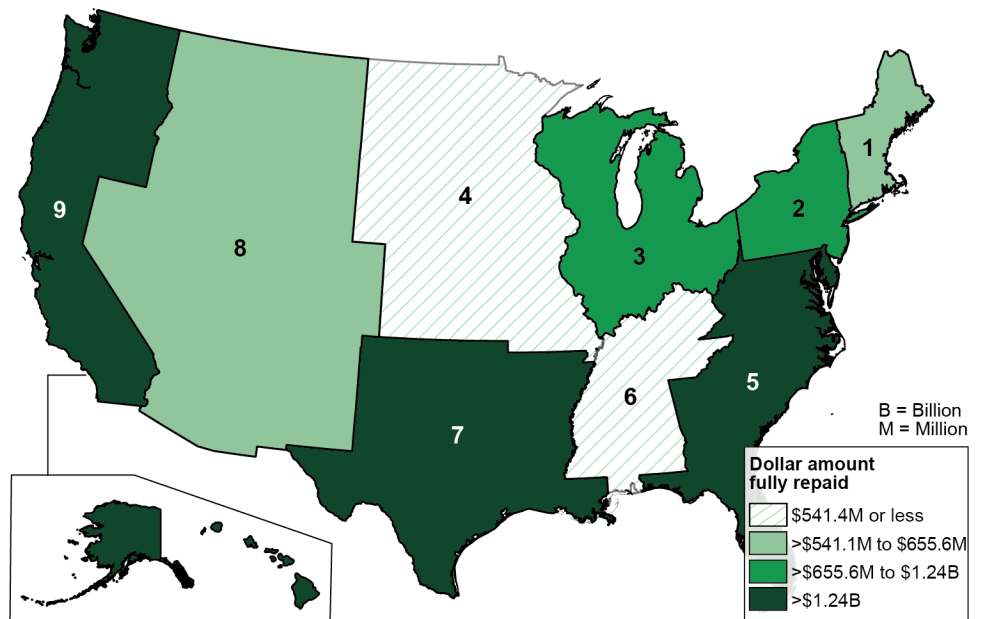 1
2
3
4
9
8
5
6
7
B = Billion
M = Million
Dollar amount
fully repaid
$541.4M or less
>$541.1M to $655.6M
>$655.6M to $1.24B
>$1.24B